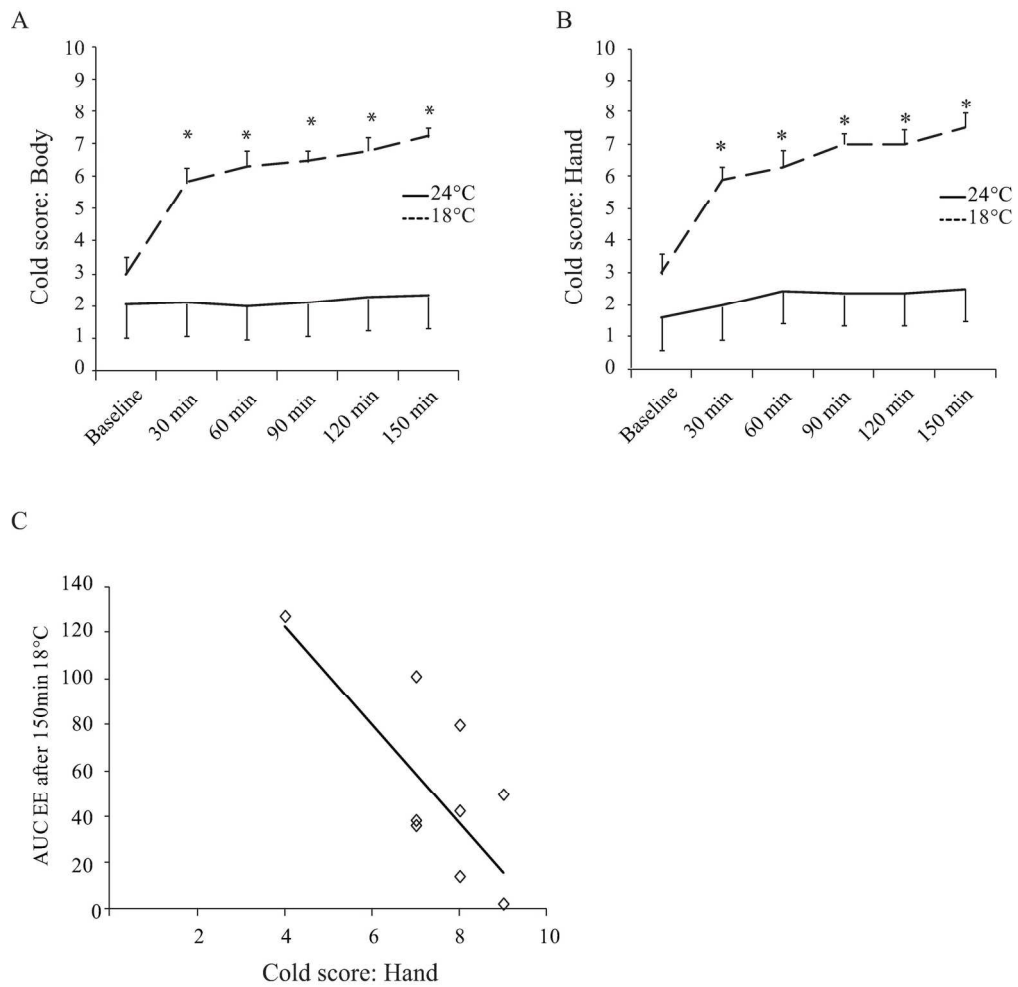 A
Cold score: Body
10
9
8
7
6
5
4
3
2
1
0
* * * * *
24°C
18°C
Baseline
30 min
60 min
90 min
120 min
150 min
B
Cold score: Hand
10
9
8
7
6
5
4
3
2
1
0
* * * * *
24°C
18°C
Baseline
30 min
60 min
90 min
120 min
150 min
C
AUC EE after 150min 18°C
140
120
100
80
60
40
20
0
2 4 6 8 10
Cold score: Hand